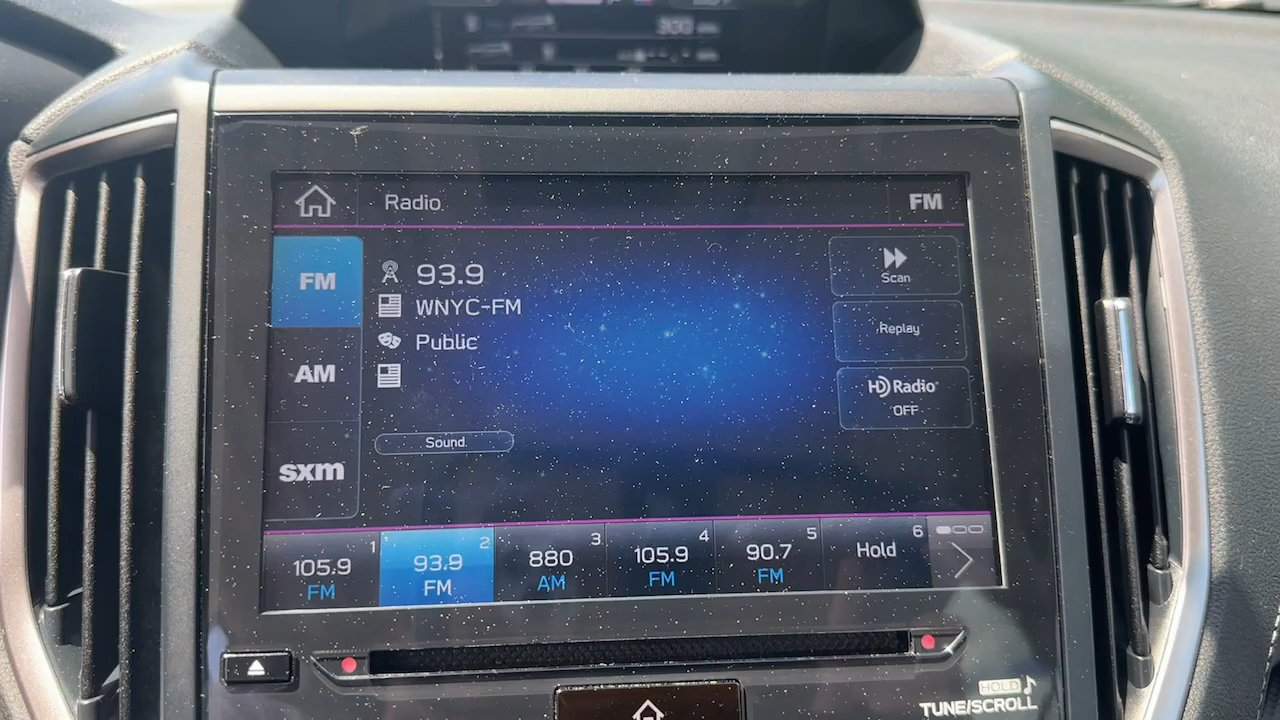 Radio
FM
FM
93.9
WNYC-FM
Public
Scan
Replay
AM
HD Radio
OFF
Sound
sxm
1
105.9
FM
2
93.9
FM
3
880
AM
4
105.9
FM
5
90.7
FM
6
Hold
HOLD
TUNE/SCROLL